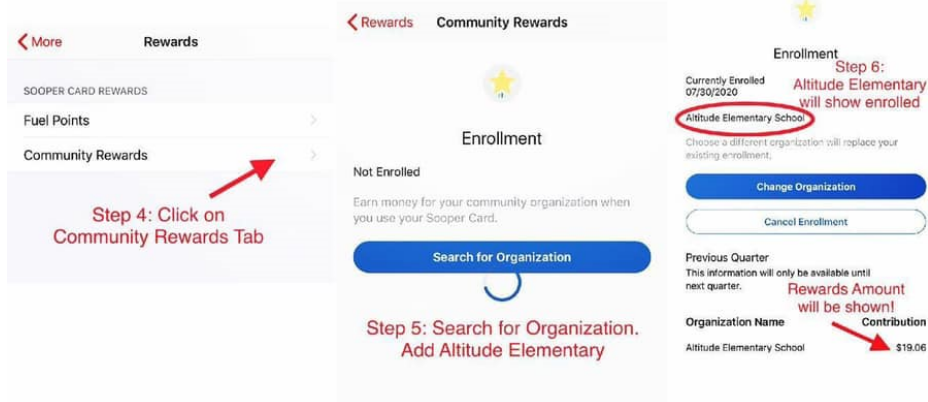 More
Rewards
SOOPER CARD REWARDS
Fuel Points
Community Rewards
Step 4: Click on
Community Rewards Tab
Rewards
Community Rewards
Enrollment
Not Enrolled
Earn money for your community organization when
you use your Sooper Card.
Search for Organization
Step 5: Search for Organization.
Add Altitude Elementary
Enrollment
Step 6:
Altitude Elementary
will show enrolled
Currently Enrolled
07/30/2020
Altitude Elementary School
Choose a different organization will replace your
existing enrollment.
Change Organization
Cancel Enrollment
Previous Quarter
This information will only be available until
next quarter.
Rewards Amount
will be shown!
Organization Name Contribution
Altitude Elementary School $19.06